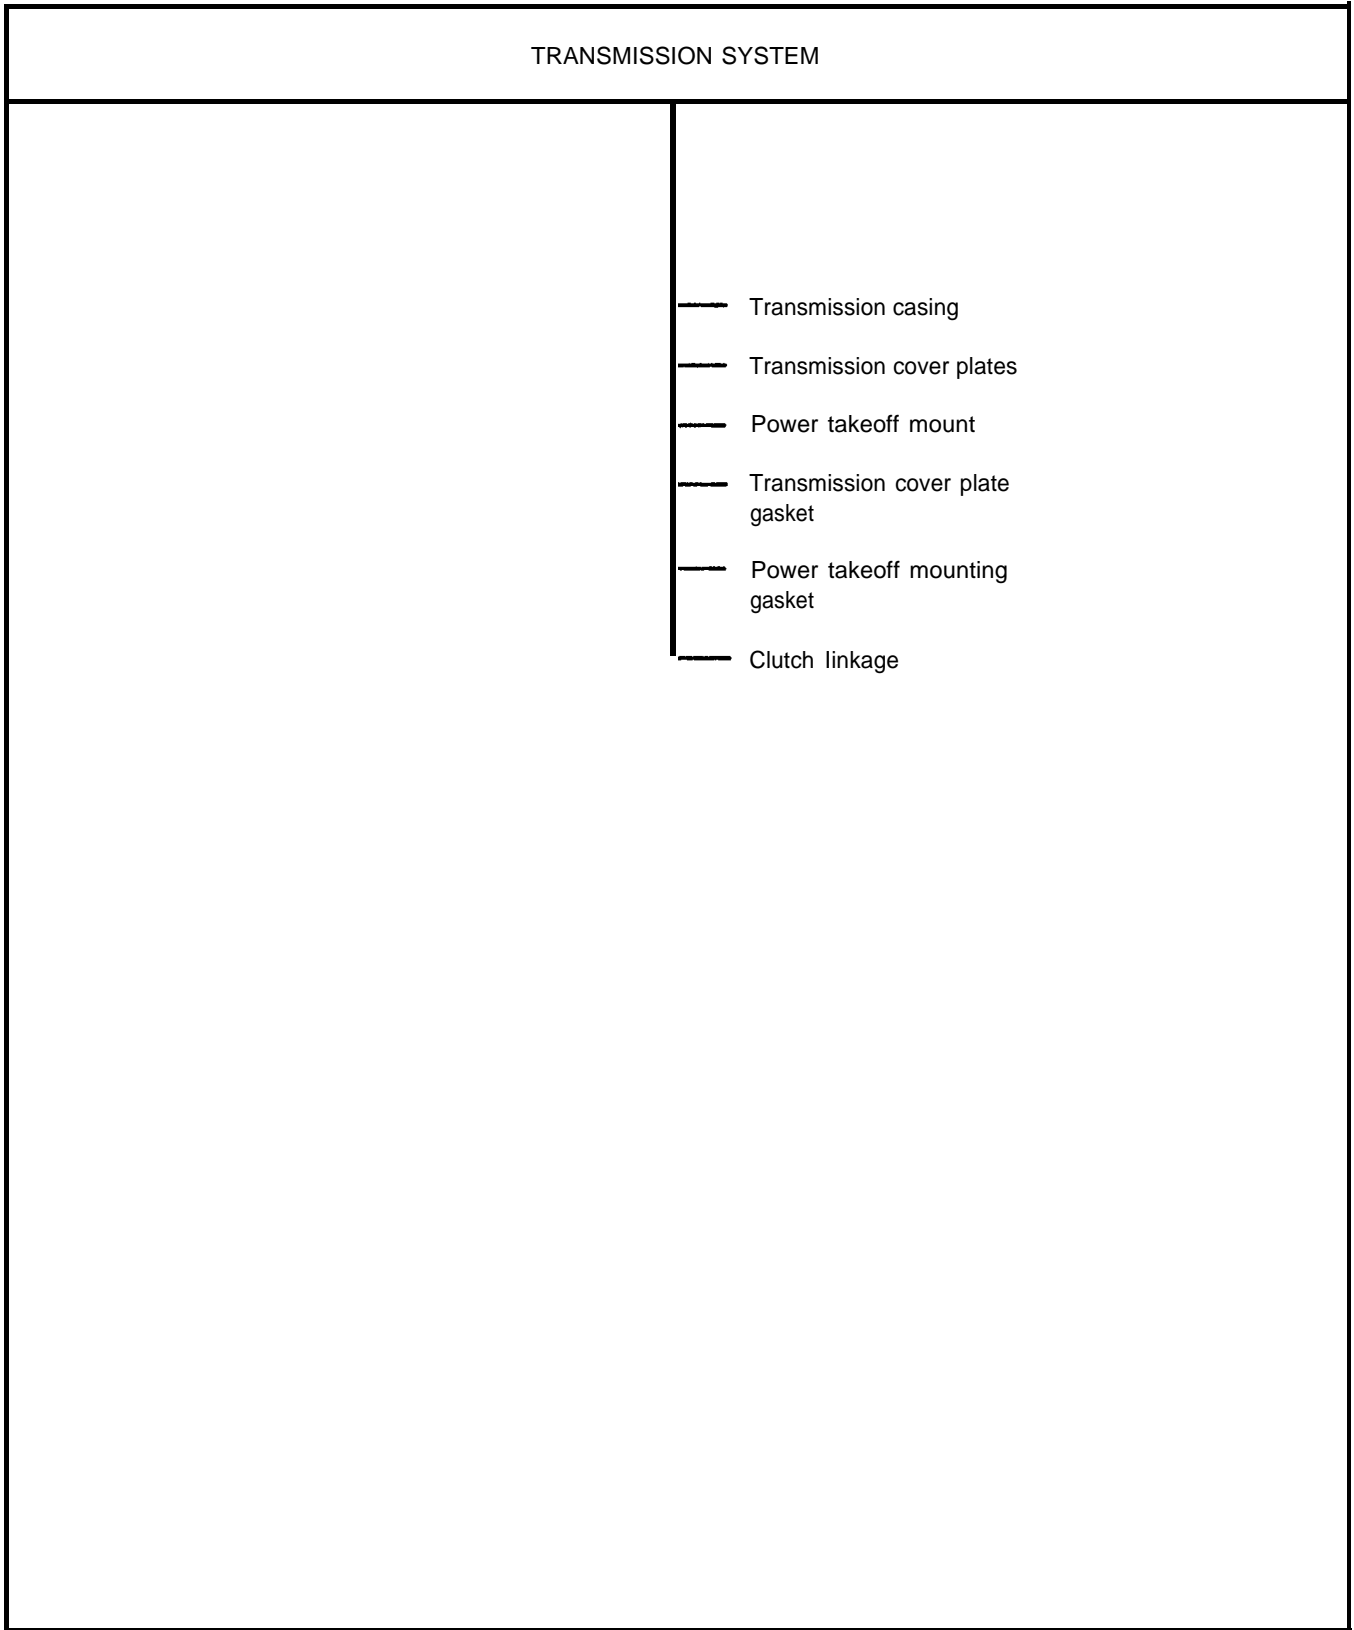 TRANSMISSION SYSTEM
Transmission casing
Transmission cover plates
Power takeoff mount
Transmission cover plate
gasket
Power takeoff mounting
gasket
Clutch linkage